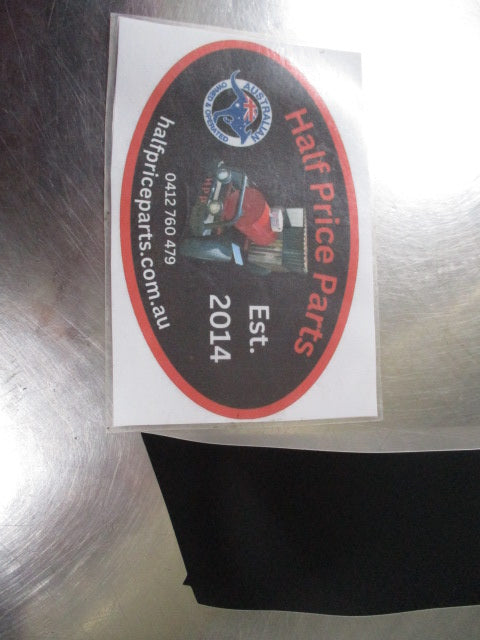 Half Price Parts
AUSTRALIAN
OWNED &
OPERATED
Est.
2014
0412 760 479
halfpriceparts.com.au